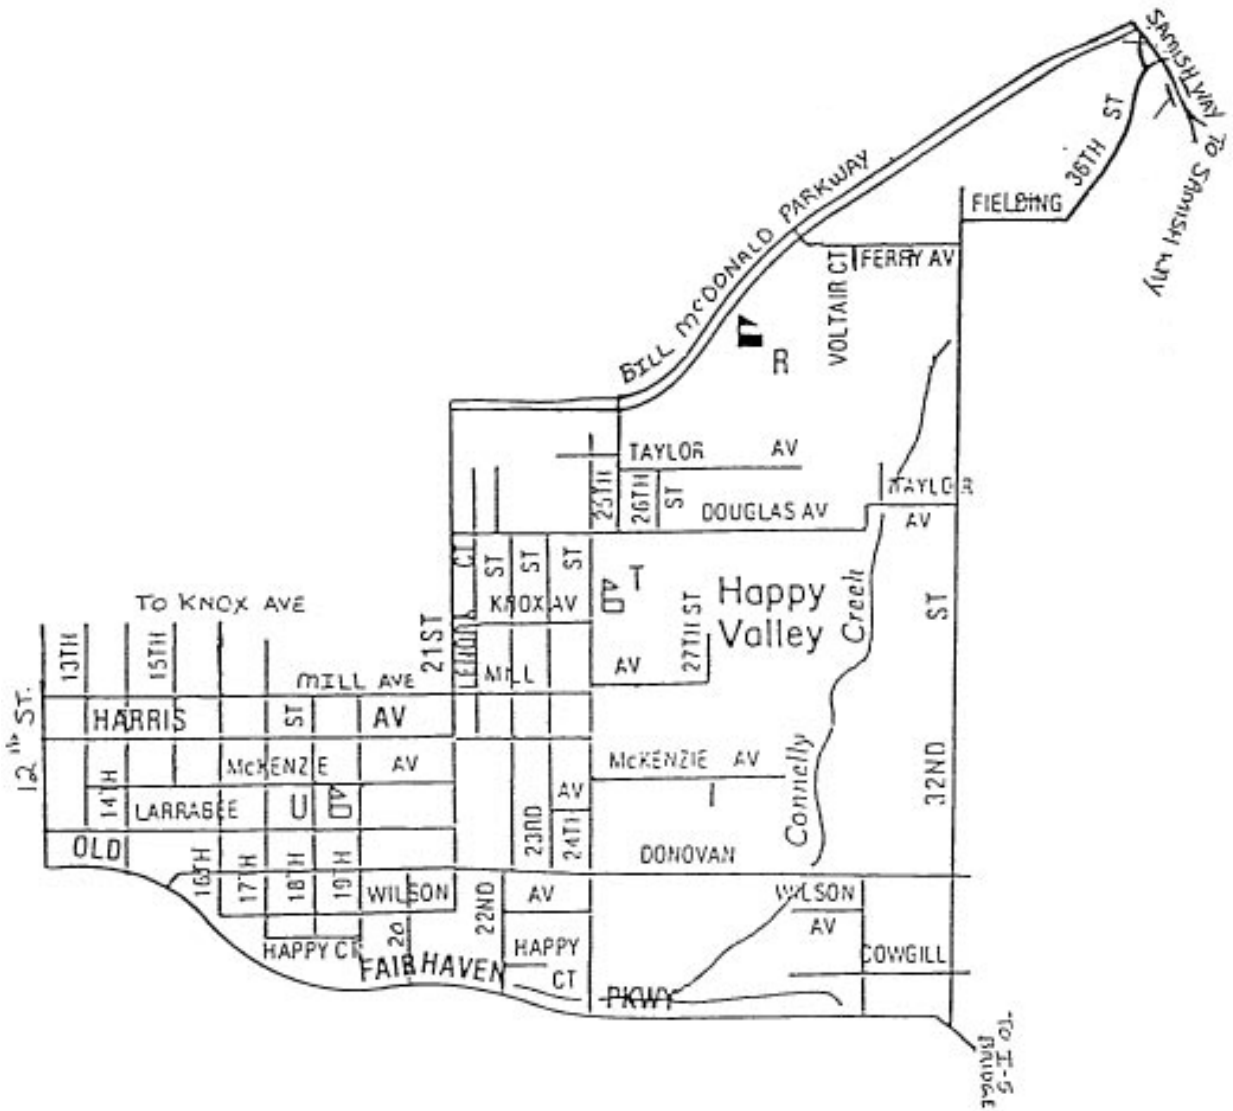 SAMISH WAY
TO SAMISH WAY
36TH ST
FIELDING
BILL McDONALD PARKWAY
VOLTAIR CT
FERRY AV
R
TAYLOR AV
25TH
26TH ST
DOUGLAS AV
TAYLOR AV
ST
ST
ST
CT
T
Happy
Valley
Connelly Creek
KNOX AV
27TH ST
32ND ST
TO KNOX AVE
13TH
15TH
21ST
MILL AVE
MILL AV
12th ST.
HARRIS AV
ST
McKENZIE AV
McKENZIE AV
14TH
LARRABEE
U
23RD
24TH
AV
OLD
DONOVAN
16TH
17TH
18TH
19TH
WILSON
22ND
AV
WILSON
AV
20
HAPPY CT
HAPPY
CT
COWGILL
FAIRHAVEN PKWY
TO I-5
BRIDGE